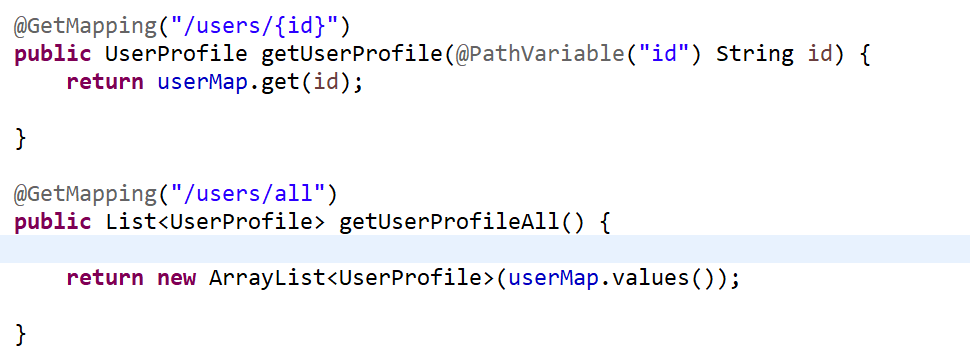 @GetMapping("/users/{id}")
public UserProfile getUserProfile(@PathVariable("id") String id) {
    return userMap.get(id);
}
@GetMapping("/users/all")
public List<UserProfile> getUserProfileAll() {
    return new ArrayList<UserProfile>(userMap.values());
}